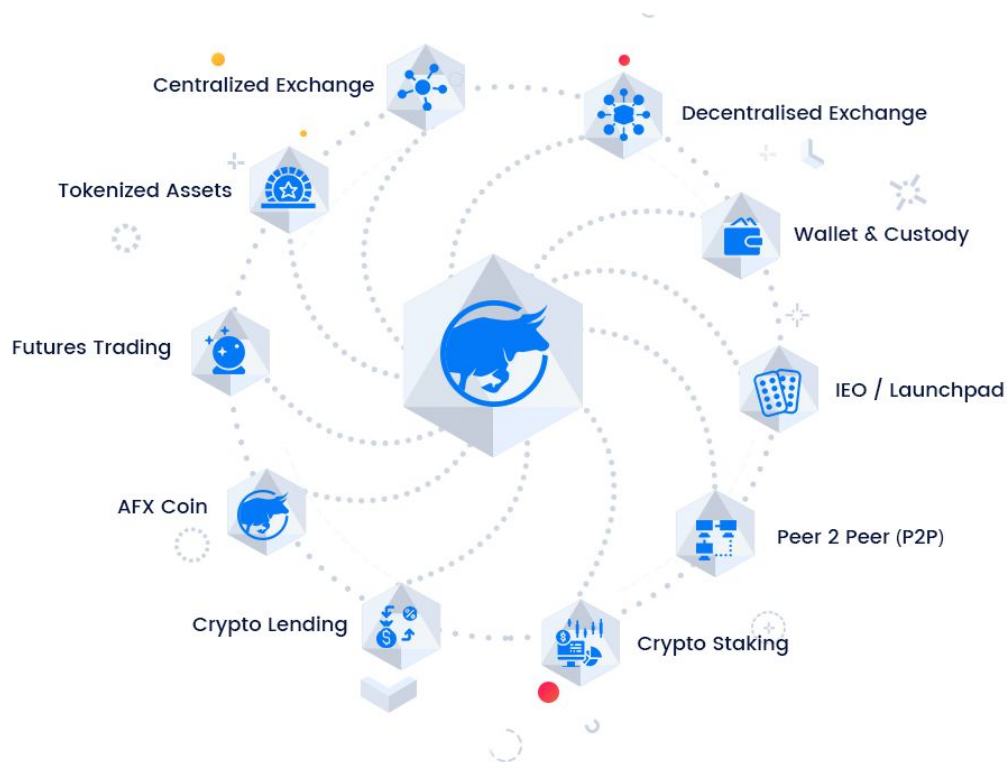 Centralized Exchange
Decentralised Exchange
Tokenized Assets
Wallet & Custody
Futures Trading
IEO / Launchpad
AFX Coin
Peer 2 Peer (P2P)
Crypto Lending
Crypto Staking